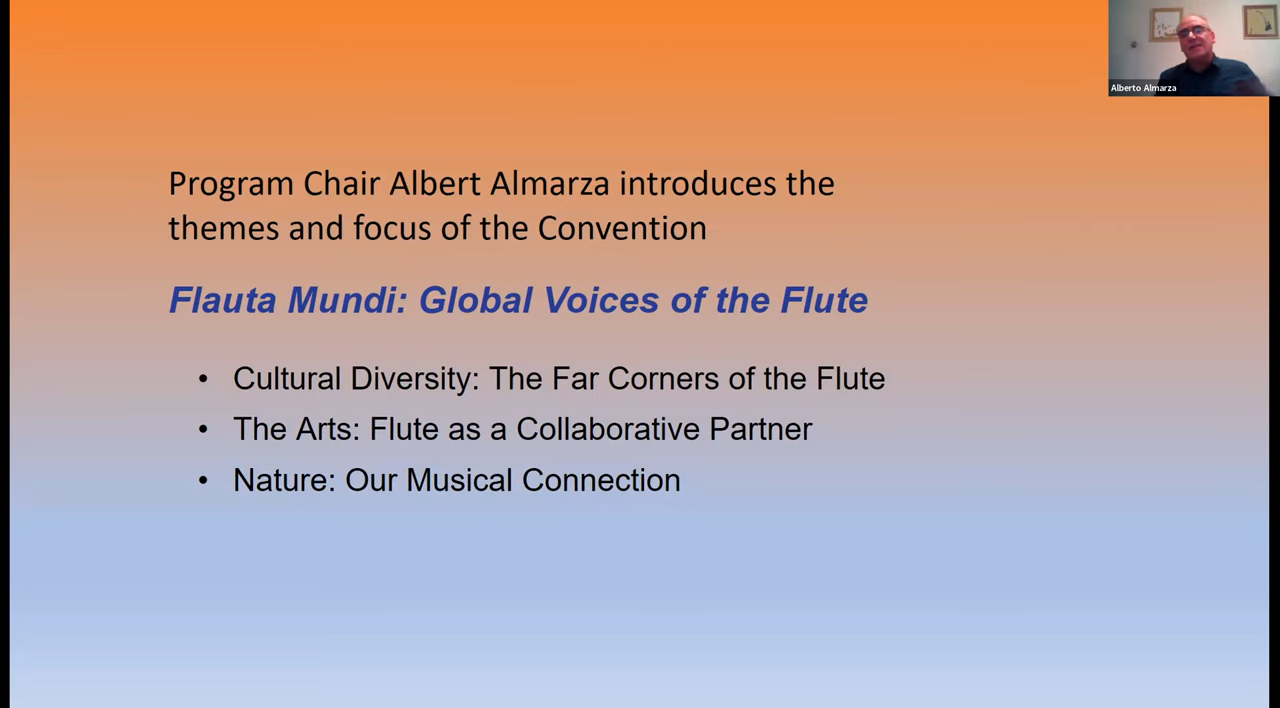 Alberto Almarza
Program Chair Albert Almarza introduces the
themes and focus of the Convention
Flauta Mundi: Global Voices of the Flute
• Cultural Diversity: The Far Corners of the Flute
• The Arts: Flute as a Collaborative Partner
• Nature: Our Musical Connection